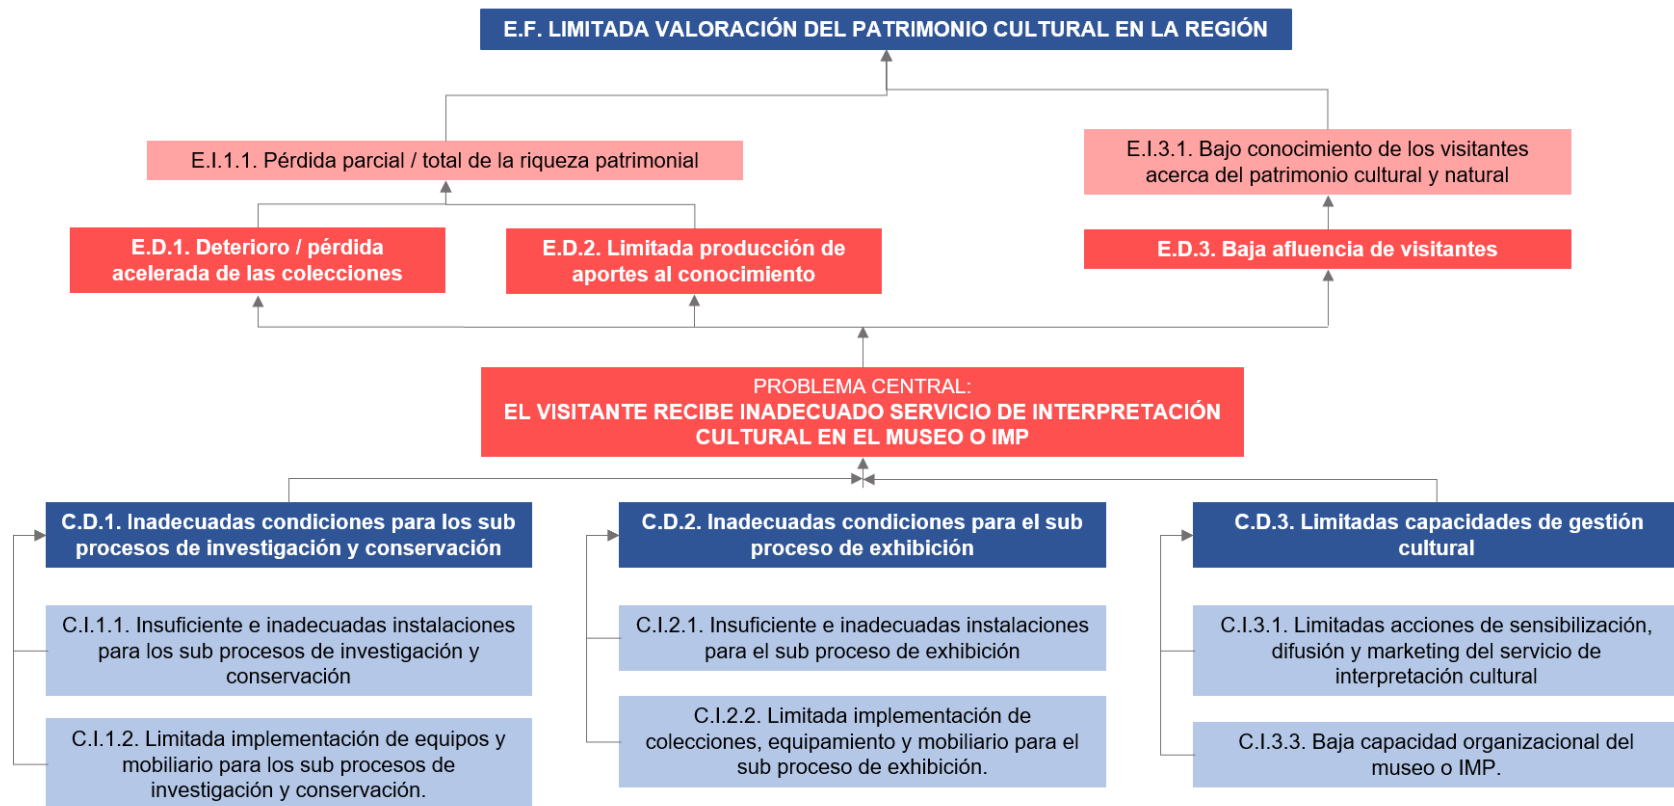 E.F. LIMITADA VALORACIÓN DEL PATRIMONIO CULTURAL EN LA REGIÓN
E.I.1.1. Pérdida parcial / total de la riqueza patrimonial
E.I.3.1. Bajo conocimiento de los visitantes
acerca del patrimonio cultural y natural
E.D.1. Deterioro / pérdida
acelerada de las colecciones
E.D.2. Limitada producción de
aportes al conocimiento
E.D.3. Baja afluencia de visitantes
PROBLEMA CENTRAL:
EL VISITANTE RECIBE INADECUADO SERVICIO DE INTERPRETACIÓN
CULTURAL EN EL MUSEO O IMP
C.D.1. Inadecuadas condiciones para los sub
procesos de investigación y conservación
C.D.2. Inadecuadas condiciones para el sub
proceso de exhibición
C.D.3. Limitadas capacidades de gestión
cultural
C.I.1.1. Insuficiente e inadecuadas instalaciones
para los sub procesos de investigación y
conservación
C.I.2.1. Insuficiente e inadecuadas instalaciones
para el sub proceso de exhibición
C.I.3.1. Limitadas acciones de sensibilización,
difusión y marketing del servicio de
interpretación cultural
C.I.1.2. Limitada implementación de equipos y
mobiliario para los sub procesos de
investigación y conservación.
C.I.2.2. Limitada implementación de
colecciones, equipamiento y mobiliario para el
sub proceso de exhibición.
C.I.3.3. Baja capacidad organizacional del
museo o IMP.